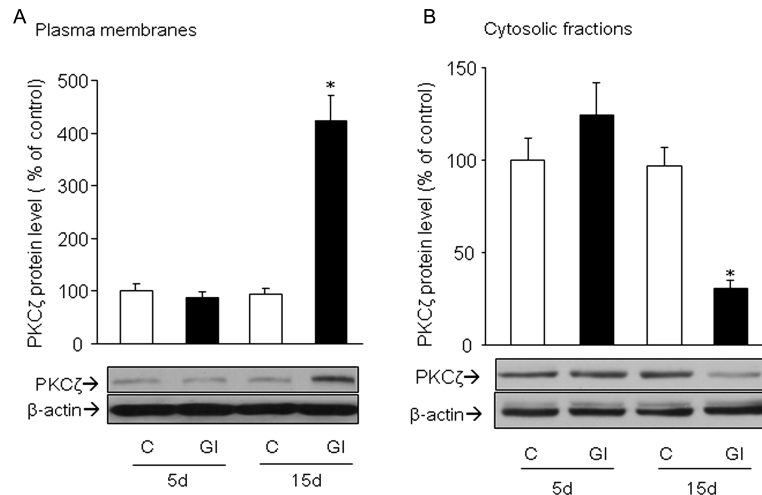 A
Plasma membranes
PKCζ protein level ( % of control)
500
400
300
200
100
0
*
PKCζ→
β-actin→
C GI C GI
5d 15d
B
Cytosolic fractions
PKCζ protein level (% of control)
150
100
50
0
*
PKCζ→
β-actin→
C GI C GI
5d 15d